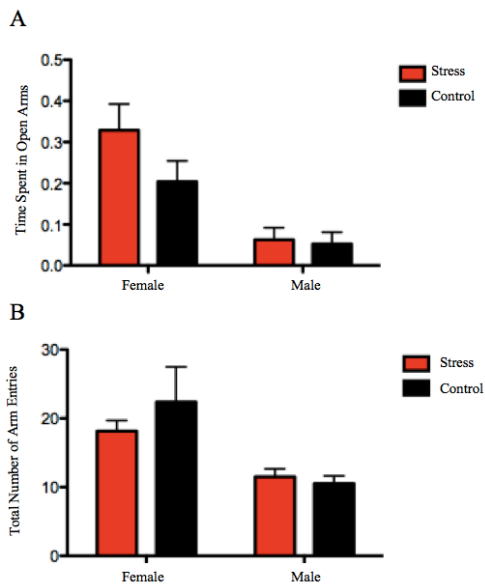 A
0.5
0.4
0.3
0.2
0.1
0.0
Time Spent in Open Arms
Female
Male
Stress
Control
B
30
20
10
0
Total Number of Arm Entries
Female
Male
Stress
Control